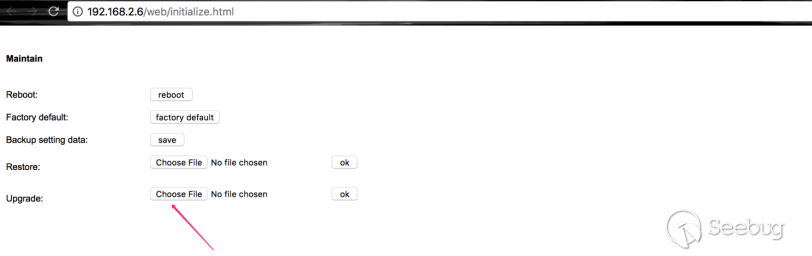 192.168.2.6/web/initialize.html
Maintain
Reboot: reboot
Factory default: factory default
Backup setting data: save
Restore: Choose File No file chosen ok
Upgrade: Choose File No file chosen ok
Seebug